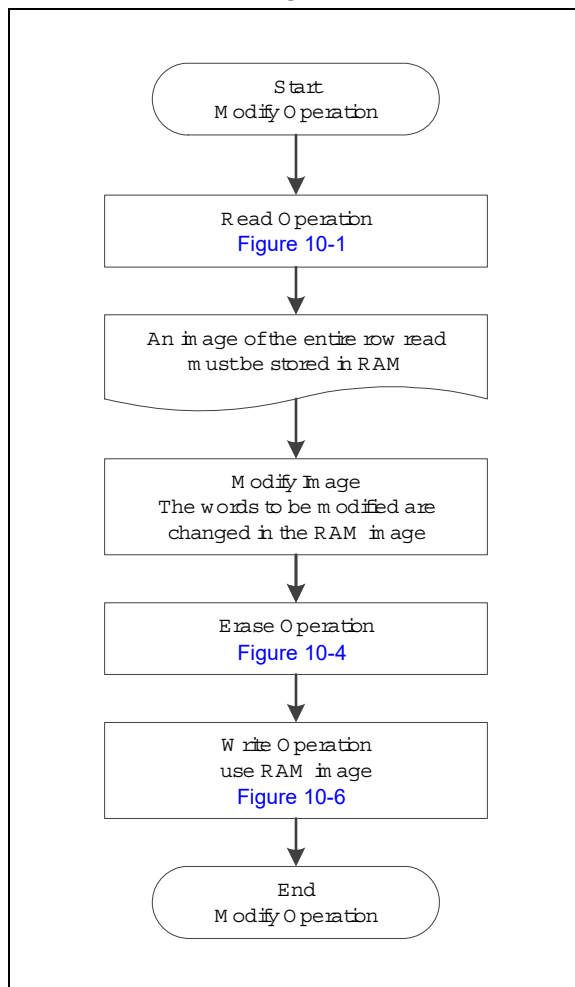 Start
Modify Operation
Read Operation
Figure 10-1
An image of the entire row read
must be stored in RAM
Modify Image
The words to be modified are
changed in the RAM image
Erase Operation
Figure 10-4
Write Operation
use RAM image
Figure 10-6
End
Modify Operation